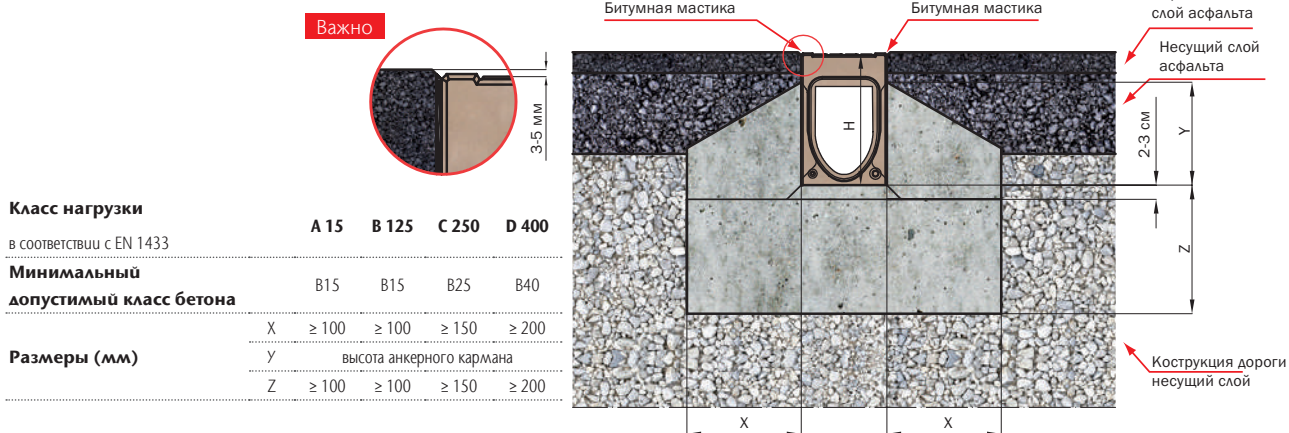 Важно
3-5 мм
Битумная мастика
Битумная мастика
слой асфальта
Несущий слой
асфальта
2-3 см
H
Y
Z
X
X
Кострукция дороги
несущий слой
Класс нагрузки
в соответствии с EN 1433
A 15 B 125 C 250 D 400
Минимальный
допустимый класс бетона
B15 B15 B25 B40
Размеры (мм)
X ≥ 100 ≥ 100 ≥ 150 ≥ 200
У высота анкерного кармана
Z ≥ 100 ≥ 100 ≥ 150 ≥ 200